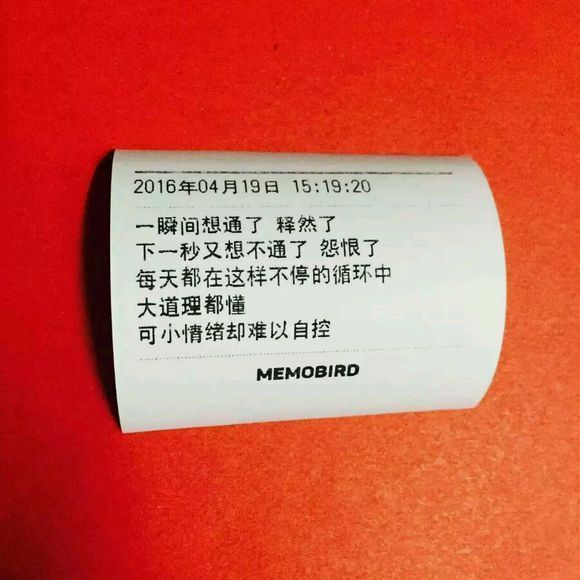 2016年04月19日 15:19:20
一瞬间想通了 释然了
下一秒又想不通了 怨恨了
每天都在这样不停的循环中
大道理都懂
可小情绪却难以自控
MEMOBIRD